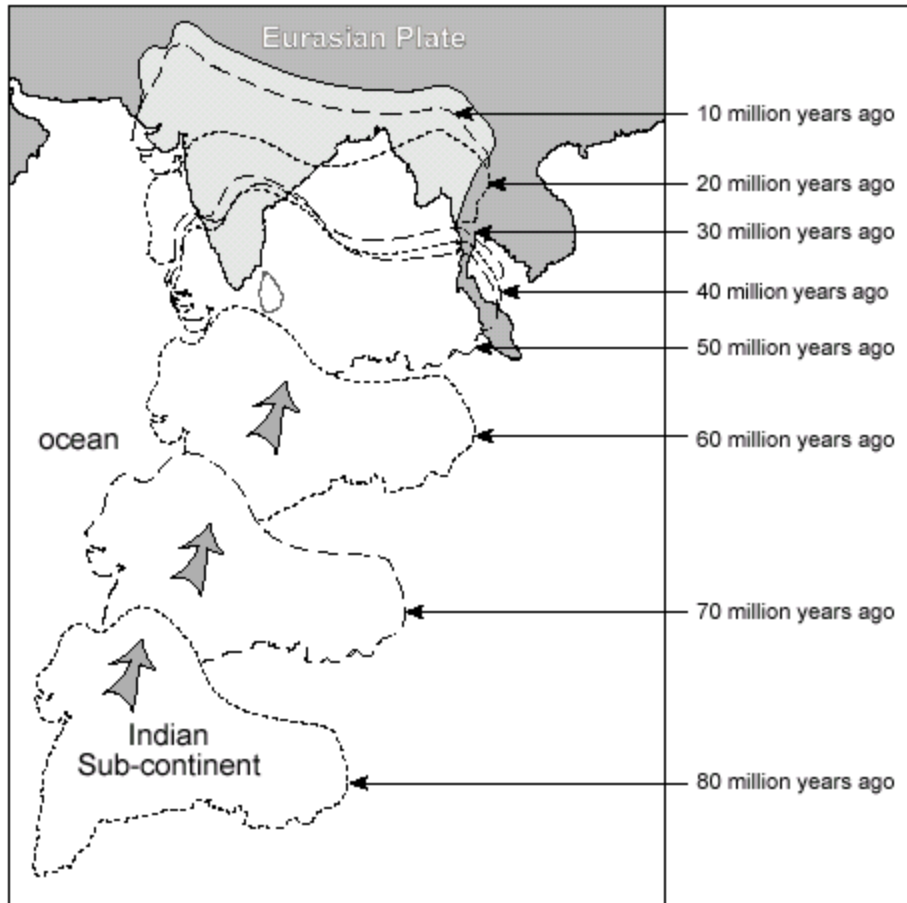 Eurasian Plate
10 million years ago
20 million years ago
30 million years ago
40 million years ago
50 million years ago
ocean
60 million years ago
70 million years ago
Indian
Sub-continent
80 million years ago